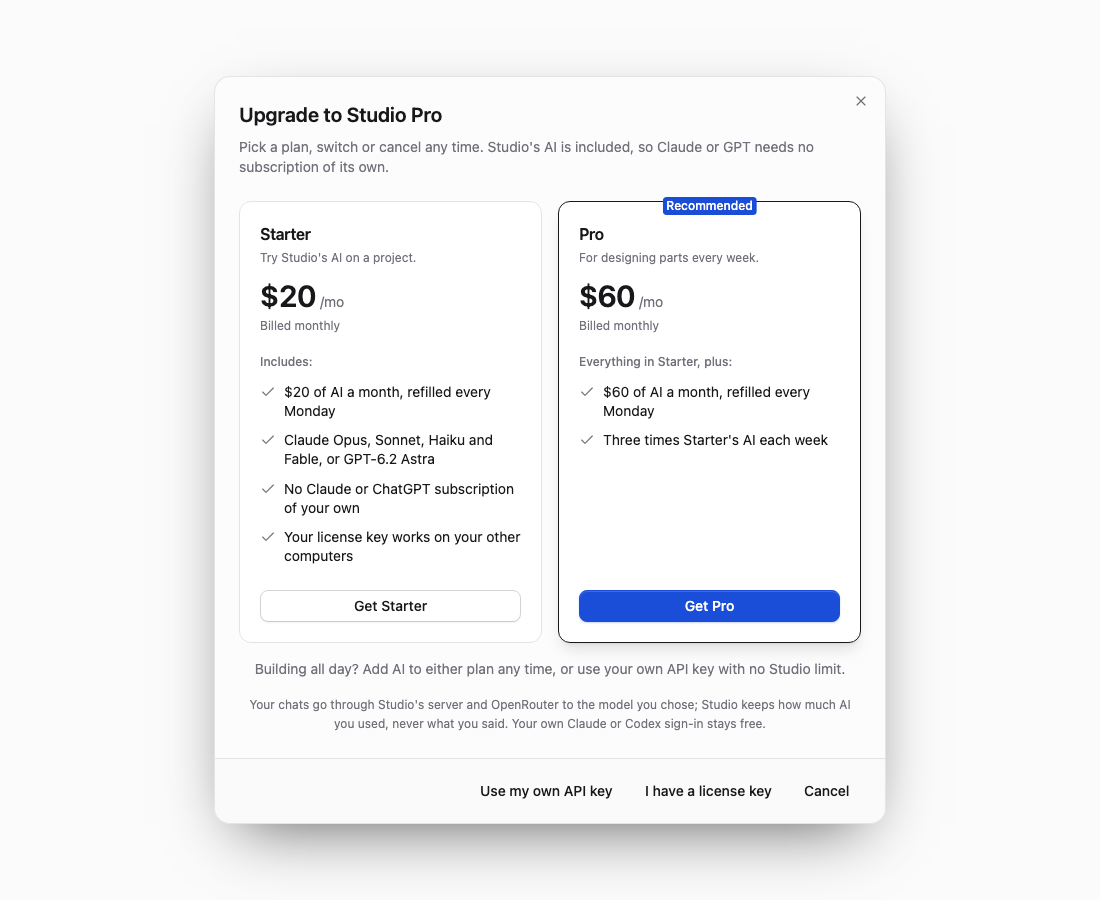 Upgrade to Studio Pro
Pick a plan, switch or cancel any time. Studio's AI is included, so Claude or GPT needs no
subscription of its own.
Starter
Try Studio's AI on a project.
$20 /mo
Billed monthly
Includes:
$20 of AI a month, refilled every
Monday
Claude Opus, Sonnet, Haiku and
Fable, or GPT-6.2 Astra
No Claude or ChatGPT subscription
of your own
Your license key works on your other
computers
Get Starter
Recommended
Pro
For designing parts every week.
$60 /mo
Billed monthly
Everything in Starter, plus:
$60 of AI a month, refilled every
Monday
Three times Starter's AI each week
Get Pro
Building all day? Add AI to either plan any time, or use your own API key with no Studio limit.
Your chats go through Studio's server and OpenRouter to the model you chose; Studio keeps how much AI
you used, never what you said. Your own Claude or Codex sign-in stays free.
Use my own API key
I have a license key
Cancel